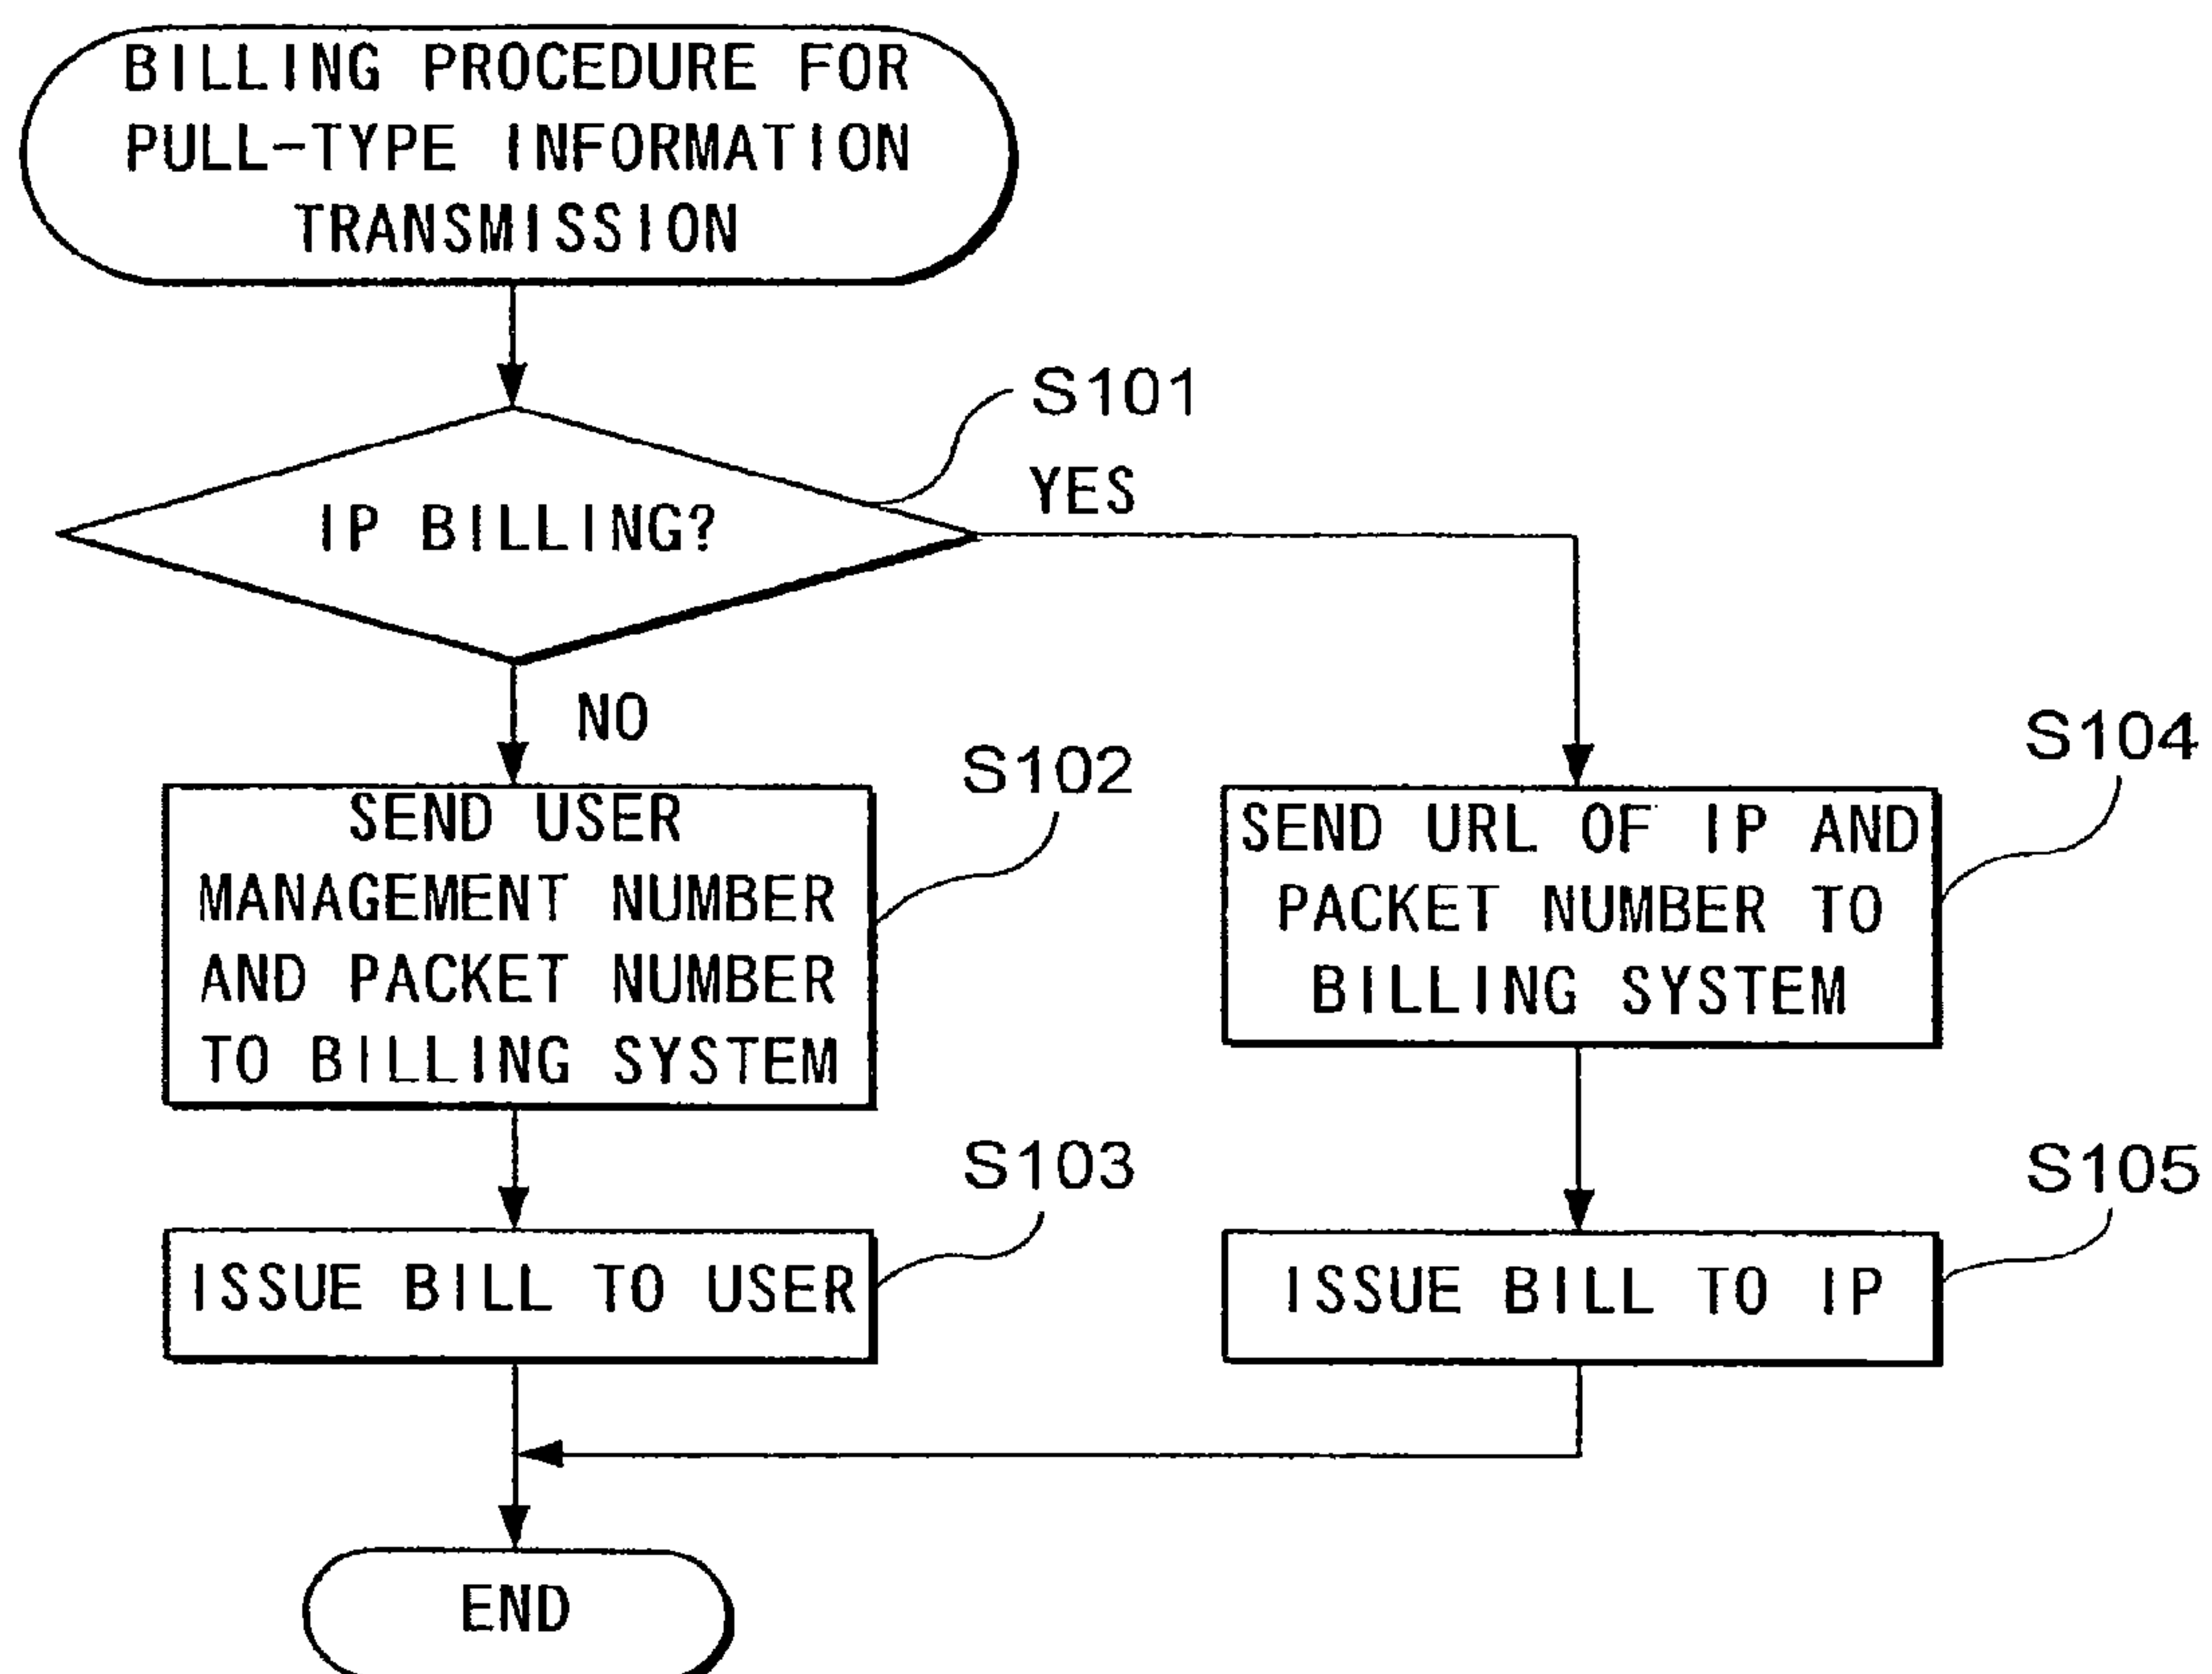 BILLING PROCEDURE FOR
PULL-TYPE INFORMATION
TRANSMISSION
S101
YES
IP BILLING?
NO
S102
SEND USER
MANAGEMENT NUMBER
AND PACKET NUMBER
TO BILLING SYSTEM
S104
SEND URL OF IP AND
PACKET NUMBER TO
BILLING SYSTEM
S103
ISSUE BILL TO USER
S105
ISSUE BILL TO IP
END